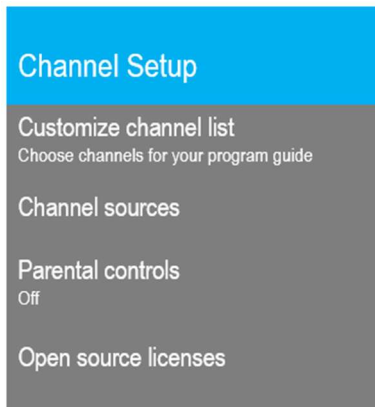 Channel Setup
Customize channel list
Choose channels for your program guide
Channel sources
Parental controls
Off
Open source licenses